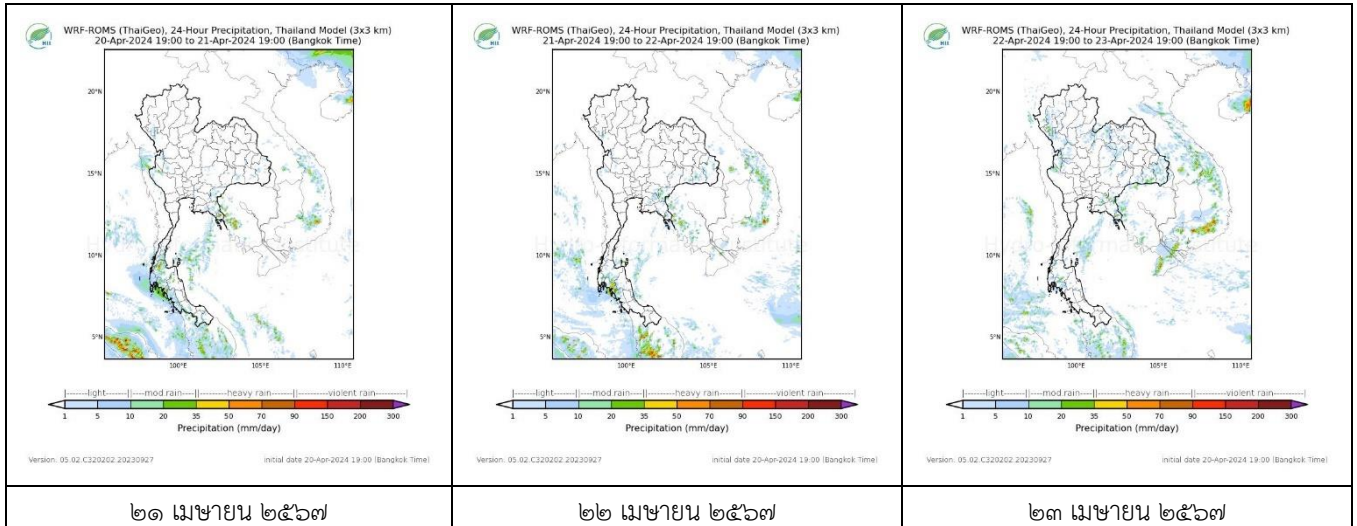 WRF-ROMS (ThaiGeo), 24-Hour Precipitation, Thailand Model (3x3 km)
20-Apr-2024 19:00 to 21-Apr-2024 19:00 (Bangkok Time)
HII
20°N
15°N
10°N
5°N
100°E 105°E 110°E
light mod rain heavy rain violent rain
1 5 10 20 35 50 70 90 150 200 300
Precipitation (mm/day)
Version: 05.02.C320202.20230927 initial date 20-Apr-2024 19:00 (Bangkok Time)
๒๑ เมษายน ๒๕๖๗
WRF-ROMS (ThaiGeo), 24-Hour Precipitation, Thailand Model (3x3 km)
21-Apr-2024 19:00 to 22-Apr-2024 19:00 (Bangkok Time)
HII
20°N
15°N
10°N
5°N
100°E 105°E 110°E
light mod rain heavy rain violent rain
1 5 10 20 35 50 70 90 150 200 300
Precipitation (mm/day)
Version: 05.02.C320202.20230927 initial date 20-Apr-2024 19:00 (Bangkok Time)
๒๒ เมษายน ๒๕๖๗
WRF-ROMS (ThaiGeo), 24-Hour Precipitation, Thailand Model (3x3 km)
22-Apr-2024 19:00 to 23-Apr-2024 19:00 (Bangkok Time)
HII
20°N
15°N
10°N
5°N
100°E 105°E 110°E
light mod rain heavy rain violent rain
1 5 10 20 35 50 70 90 150 200 300
Precipitation (mm/day)
Version: 05.02.C320202.20230927 initial date 20-Apr-2024 19:00 (Bangkok Time)
๒๓ เมษายน ๒๕๖๗